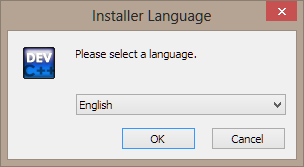 Installer Language
DEV
C++
Please select a language.
English
OK
Cancel